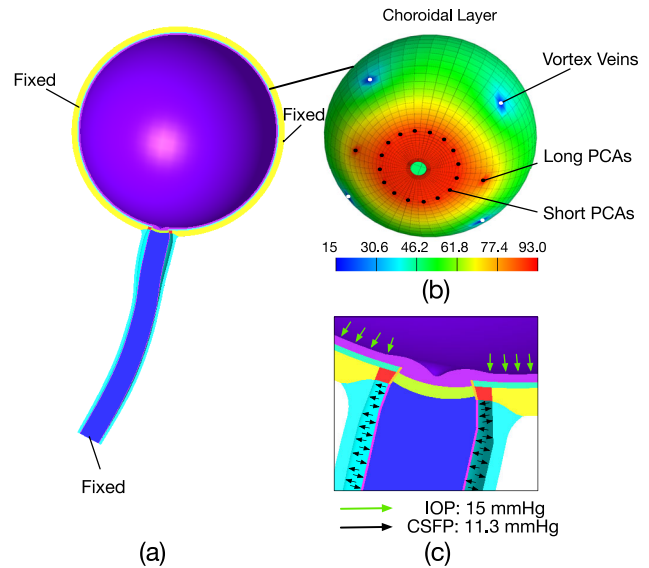 Choroidal Layer
Fixed
Fixed
Vortex Veins
Long PCAs
Short PCAs
15 30.6 46.2 61.8 77.4 93.0
(b)
Fixed
IOP: 15 mmHg
CSFP: 11.3 mmHg
(a)
(c)